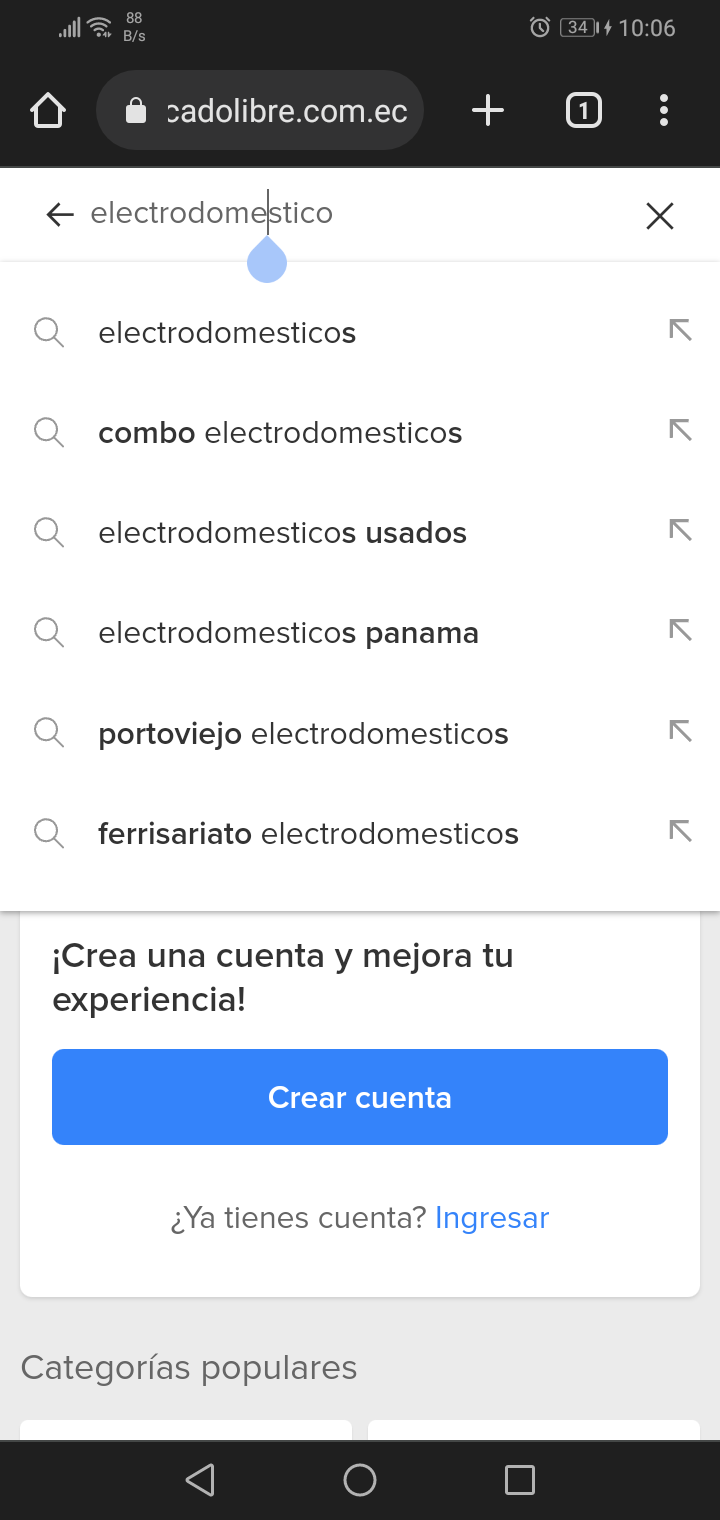 88
B/s
34
10:06
cadolibre.com.ec
1
electrodomestico
electrodomesticos
combo electrodomesticos
electrodomesticos usados
electrodomesticos panama
portoviejo electrodomesticos
ferrisariato electrodomesticos
¡Crea una cuenta y mejora tu
experiencia!
Crear cuenta
¿Ya tienes cuenta? Ingresar
Categorías populares